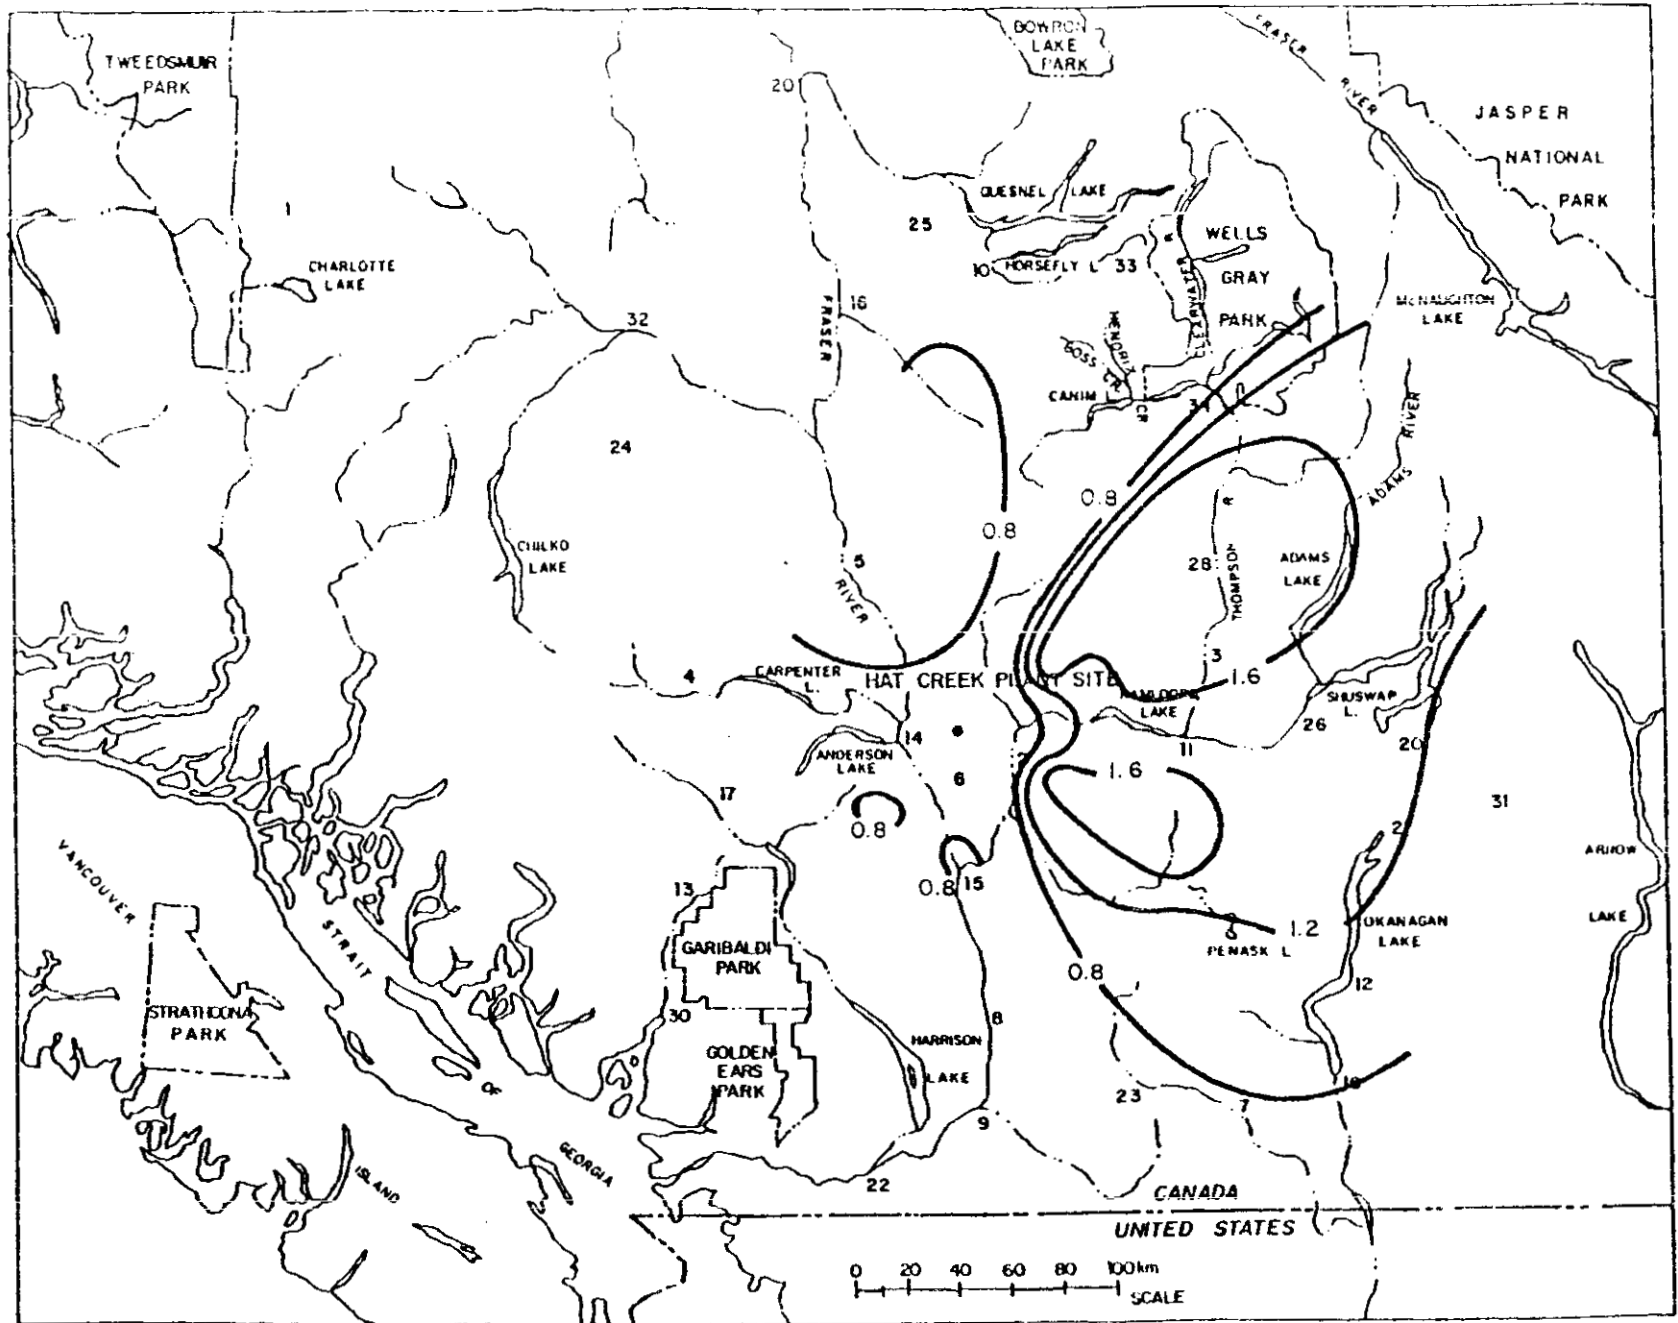 TWEEDSMUIR
PARK
BOWRON
LAKE
PARK
FRASER
RIVER
JASPER
NATIONAL
PARK
20
1
CHARLOTTE
LAKE
QUESNEL LAKE
25
10
HORSEFLY L
33
WELLS
GRAY
PARK
CLEARWATER
R
McNAUGHTON
LAKE
16
32
FRASER
RIVER
HENDRIX
CR
BOSS
CR.
CANIM
L
34
ADAMS
RIVER
24
0.8
0.8
CHILKO
LAKE
5
28
THOMPSON
R
ADAMS
LAKE
3
4
CARPENTER
L.
HAT CREEK PLANT SITE
1.6
KAMLOOPS
LAKE
SHUSWAP
L.
26
20
14
ANDERSON
LAKE
11
6
1.6
17
0.8
31
2
ARROW
LAKE
VANCOUVER
ISLAND
13
0.8
15
STRAIT
OF
GEORGIA
GARIBALDI
PARK
1.2
PENASK L
OKANAGAN
LAKE
0.8
12
STRATHCONA
PARK
30
8
GOLDEN
EARS
PARK
HARRISON
LAKE
23
7
9
22
CANADA
UNITED STATES
0 20 40 60 80 100km
SCALE